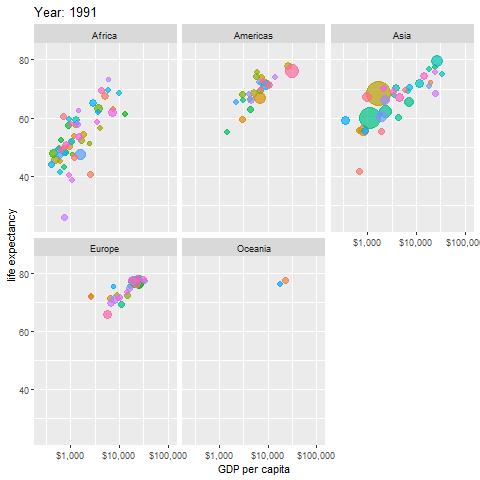 Year: 1991
Africa
Americas
Asia
80
60
40
$1,000 $10,000 $100,000
life expectancy
Europe
Oceania
80
60
40
$1,000 $10,000 $100,000
$1,000 $10,000 $100,000
GDP per capita